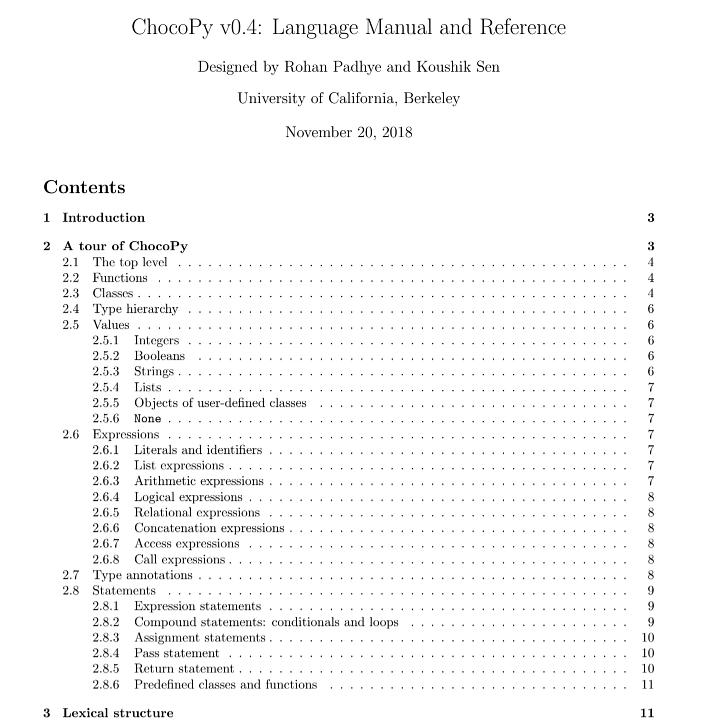 ChocoPy v0.4: Language Manual and Reference
Designed by Rohan Padhye and Koushik Sen
University of California, Berkeley
November 20, 2018
Contents
1 Introduction 3
2 A tour of ChocoPy 3
2.1 The top level . . . . . . . . . . . . . . . . . . . . . . . . . . . . . . . . . . . . . . . . . . . . . 4
2.2 Functions . . . . . . . . . . . . . . . . . . . . . . . . . . . . . . . . . . . . . . . . . . . . . . . 4
2.3 Classes . . . . . . . . . . . . . . . . . . . . . . . . . . . . . . . . . . . . . . . . . . . . . . . . . 4
2.4 Type hierarchy . . . . . . . . . . . . . . . . . . . . . . . . . . . . . . . . . . . . . . . . . . . . 6
2.5 Values . . . . . . . . . . . . . . . . . . . . . . . . . . . . . . . . . . . . . . . . . . . . . . . . . 6
2.5.1 Integers . . . . . . . . . . . . . . . . . . . . . . . . . . . . . . . . . . . . . . . . . . . . 6
2.5.2 Booleans . . . . . . . . . . . . . . . . . . . . . . . . . . . . . . . . . . . . . . . . . . . 6
2.5.3 Strings . . . . . . . . . . . . . . . . . . . . . . . . . . . . . . . . . . . . . . . . . . . . . 6
2.5.4 Lists . . . . . . . . . . . . . . . . . . . . . . . . . . . . . . . . . . . . . . . . . . . . . . 7
2.5.5 Objects of user-defined classes . . . . . . . . . . . . . . . . . . . . . . . . . . . . . . . 7
2.5.6 None . . . . . . . . . . . . . . . . . . . . . . . . . . . . . . . . . . . . . . . . . . . . . . 7
2.6 Expressions . . . . . . . . . . . . . . . . . . . . . . . . . . . . . . . . . . . . . . . . . . . . . . 7
2.6.1 Literals and identifiers . . . . . . . . . . . . . . . . . . . . . . . . . . . . . . . . . . . . 7
2.6.2 List expressions . . . . . . . . . . . . . . . . . . . . . . . . . . . . . . . . . . . . . . . . 7
2.6.3 Arithmetic expressions . . . . . . . . . . . . . . . . . . . . . . . . . . . . . . . . . . . . 7
2.6.4 Logical expressions . . . . . . . . . . . . . . . . . . . . . . . . . . . . . . . . . . . . . . 8
2.6.5 Relational expressions . . . . . . . . . . . . . . . . . . . . . . . . . . . . . . . . . . . . 8
2.6.6 Concatenation expressions . . . . . . . . . . . . . . . . . . . . . . . . . . . . . . . . . . 8
2.6.7 Access expressions . . . . . . . . . . . . . . . . . . . . . . . . . . . . . . . . . . . . . . 8
2.6.8 Call expressions . . . . . . . . . . . . . . . . . . . . . . . . . . . . . . . . . . . . . . . . 8
2.7 Type annotations . . . . . . . . . . . . . . . . . . . . . . . . . . . . . . . . . . . . . . . . . . . 8
2.8 Statements . . . . . . . . . . . . . . . . . . . . . . . . . . . . . . . . . . . . . . . . . . . . . . 9
2.8.1 Expression statements . . . . . . . . . . . . . . . . . . . . . . . . . . . . . . . . . . . . 9
2.8.2 Compound statements: conditionals and loops . . . . . . . . . . . . . . . . . . . . . . 9
2.8.3 Assignment statements . . . . . . . . . . . . . . . . . . . . . . . . . . . . . . . . . . . . 10
2.8.4 Pass statement . . . . . . . . . . . . . . . . . . . . . . . . . . . . . . . . . . . . . . . . 10
2.8.5 Return statement . . . . . . . . . . . . . . . . . . . . . . . . . . . . . . . . . . . . . . . 10
2.8.6 Predefined classes and functions . . . . . . . . . . . . . . . . . . . . . . . . . . . . . . 11
3 Lexical structure 11